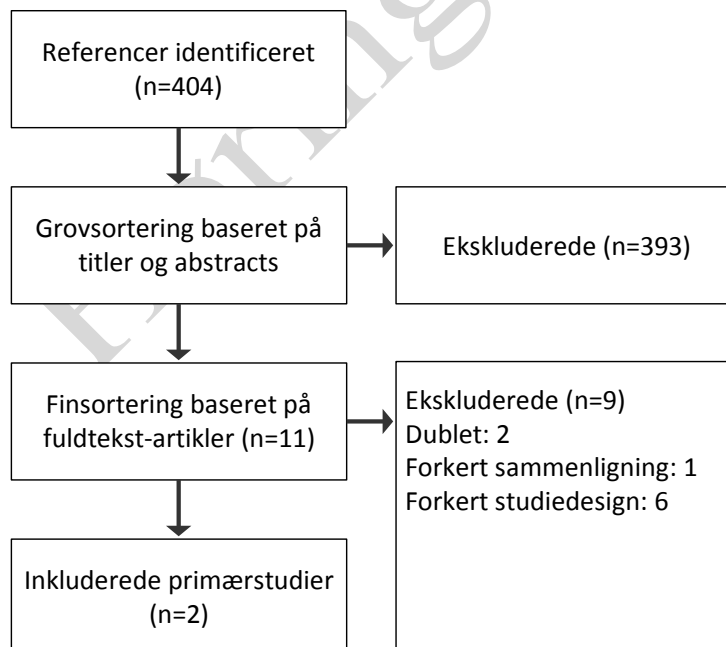 Referencer identificeret
(n=404)
Grovsortering baseret på
titler og abstracts
Ekskluderede (n=393)
Finsortering baseret på
fuldtekst-artikler (n=11)
Ekskluderede (n=9)
Dublet: 2
Forkert sammenligning: 1
Forkert studiedesign: 6
Inkluderede primærstudier
(n=2)